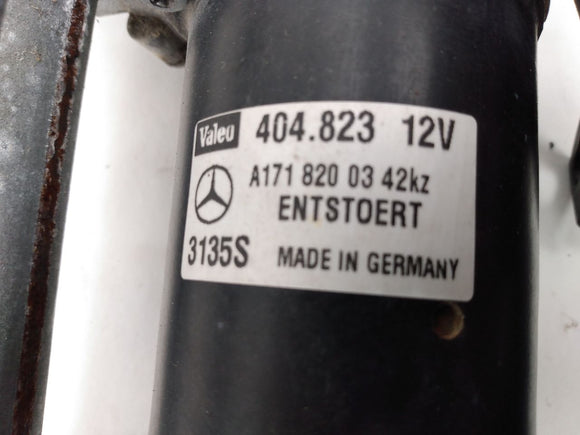 Valeo 404.823 12V
A171 820 03 42kz
ENTSTOERT
3135S MADE IN GERMANY